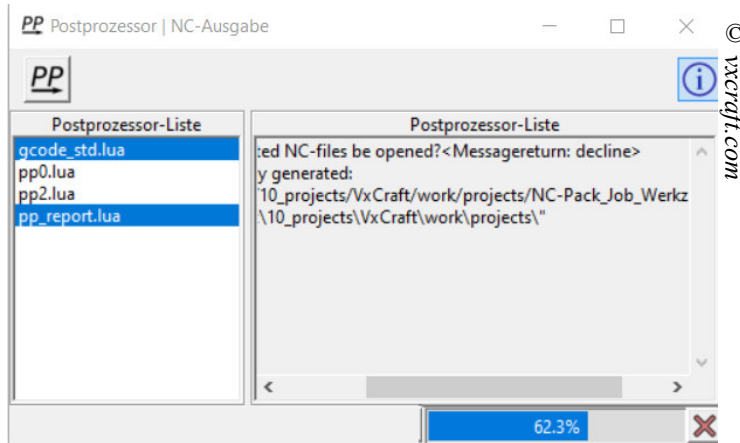 PP Postprozessor | NC-Ausgabe
PP
Postprozessor-Liste
gcode_std.lua
pp0.lua
pp2.lua
pp_report.lua
Postprozessor-Liste
:ed NC-files be opened?<Messagereturn: decline>
y generated:
'10_projects/VxCraft/work/projects/NC-Pack_Job_Werkz
:\10_projects\VxCraft\work\projects\"
62.3%
© vxcraft.com